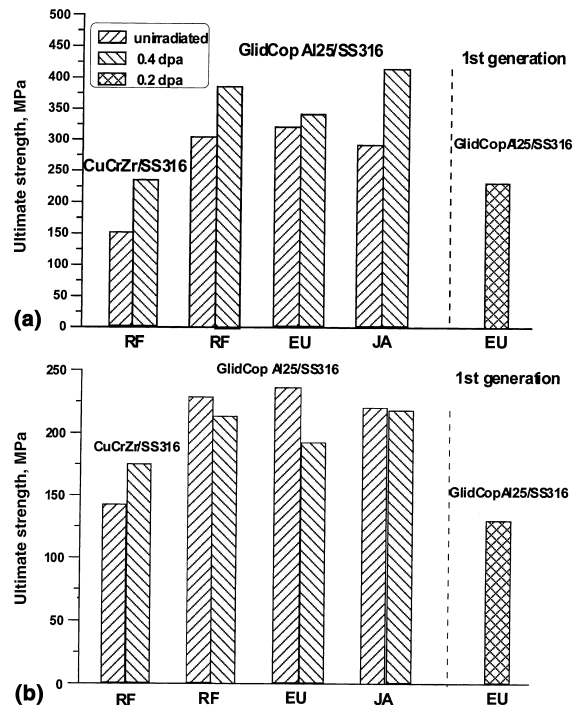 500
450
400
350
300
250
200
150
100
50
0
Ultimate strength, MPa
unirradiated
0.4 dpa
0.2 dpa
GlidCop Al25/SS316
1st generation
CuCrZr/SS316
GlidCopAl25/SS316
(a)
RF RF EU JA EU
250
200
150
100
50
0
Ultimate strength, MPa
GlidCop Al25/SS316
1st generation
CuCrZr/SS316
GlidCopAl25/SS316
(b)
RF RF EU JA EU